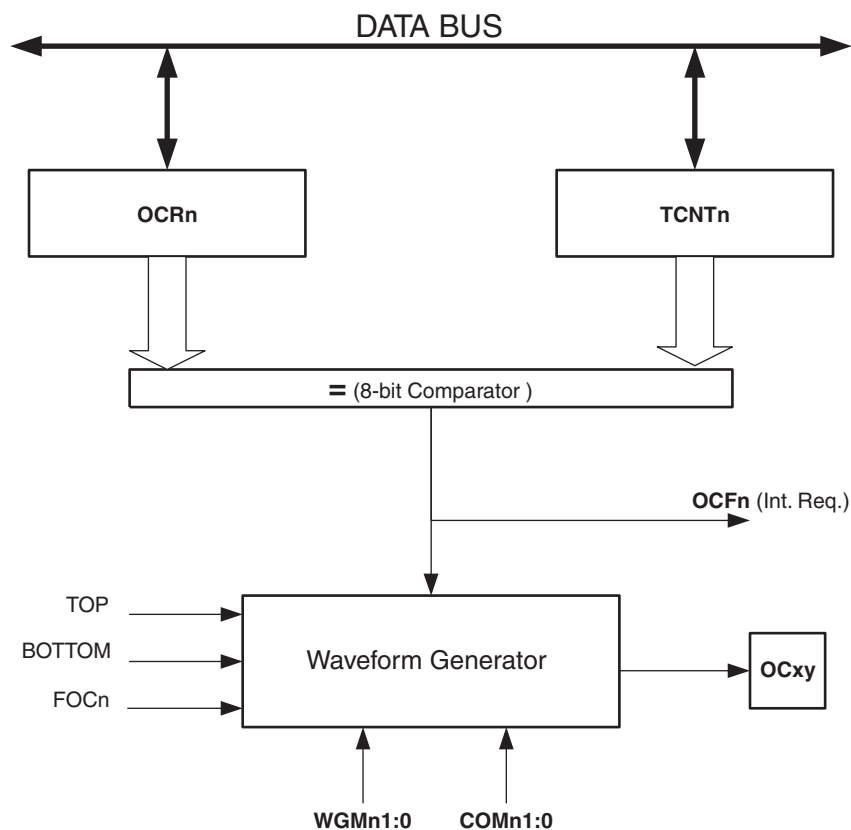 DATA BUS
OCRn
TCNTn
= (8-bit Comparator )
OCFn (Int. Req.)
TOP
BOTTOM
FOCn
Waveform Generator
OCxy
WGMn1:0
COMn1:0